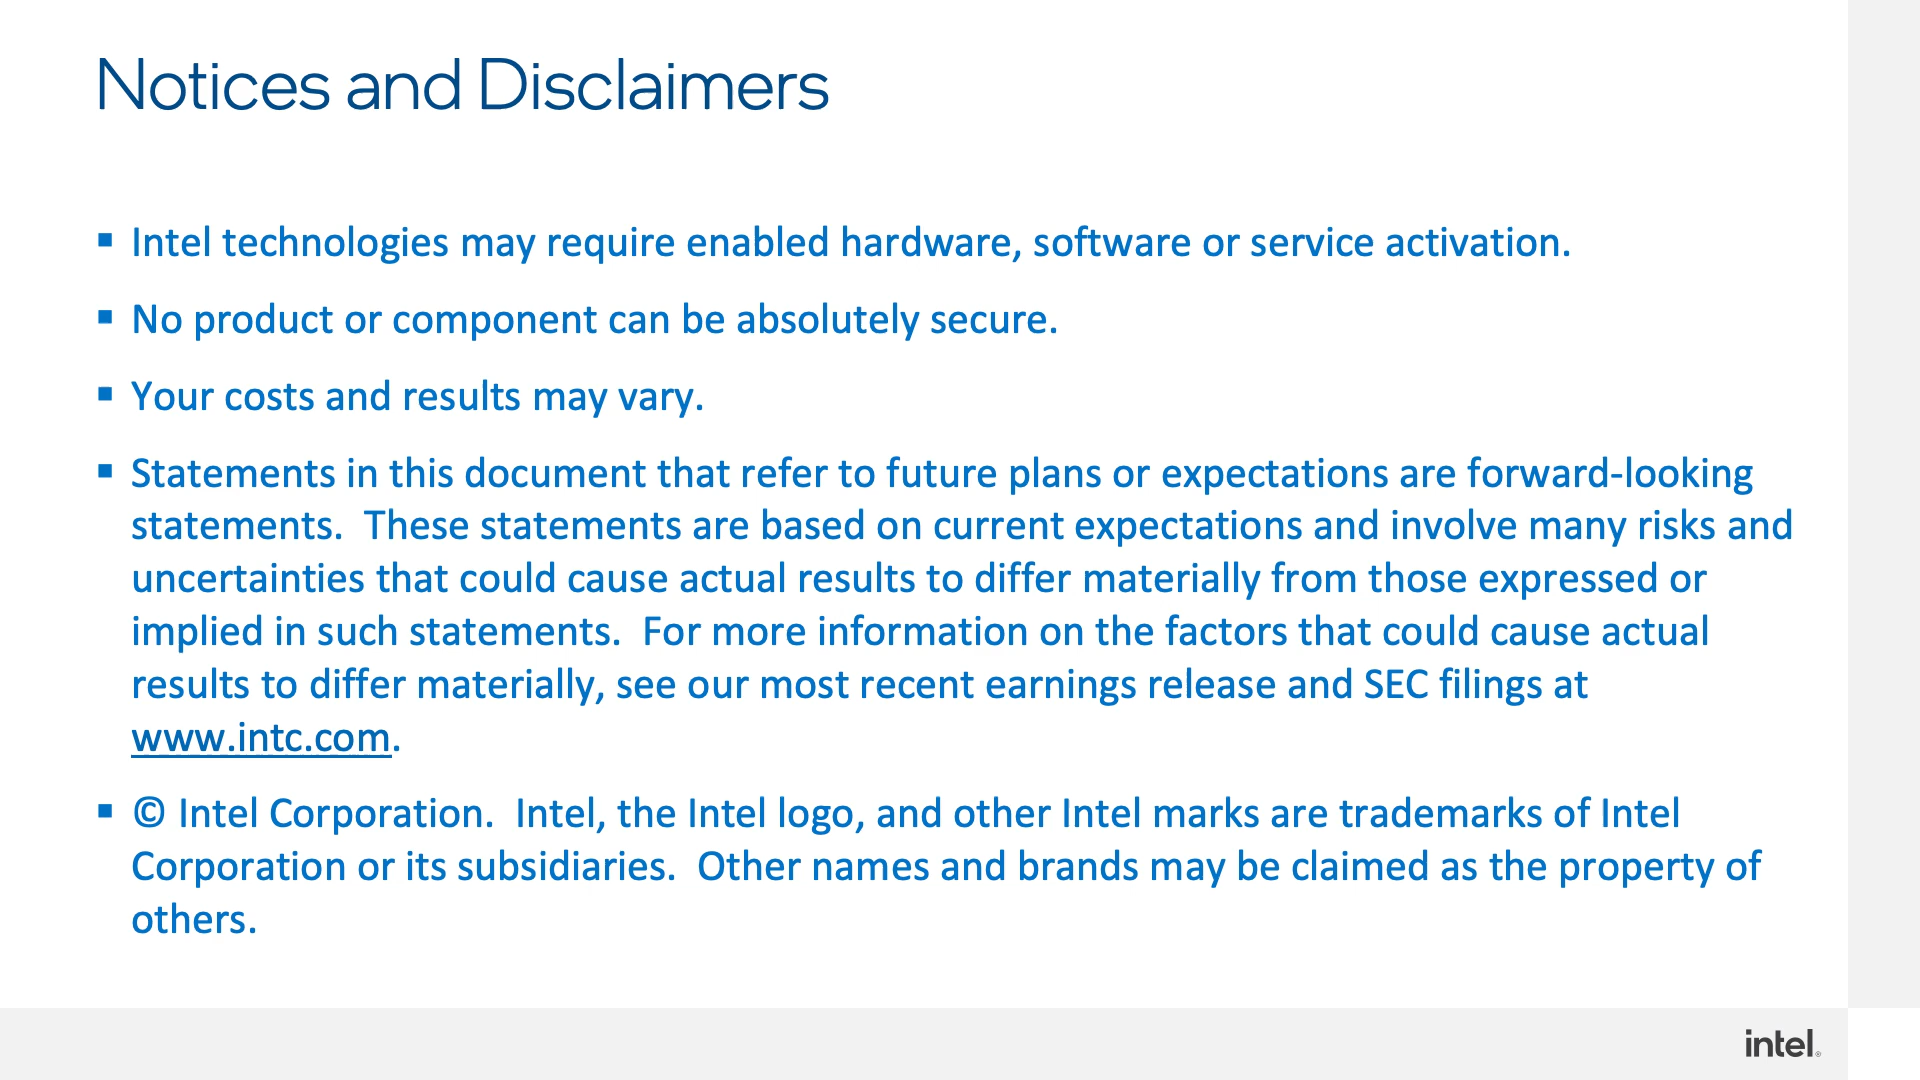 Notices and Disclaimers
▪ Intel technologies may require enabled hardware, software or service activation.
▪ No product or component can be absolutely secure.
▪ Your costs and results may vary.
▪ Statements in this document that refer to future plans or expectations are forward-looking
statements.  These statements are based on current expectations and involve many risks and
uncertainties that could cause actual results to differ materially from those expressed or
implied in such statements.  For more information on the factors that could cause actual
results to differ materially, see our most recent earnings release and SEC filings at
www.intc.com.
▪ © Intel Corporation.  Intel, the Intel logo, and other Intel marks are trademarks of Intel
Corporation or its subsidiaries.  Other names and brands may be claimed as the property of
others.
intel®